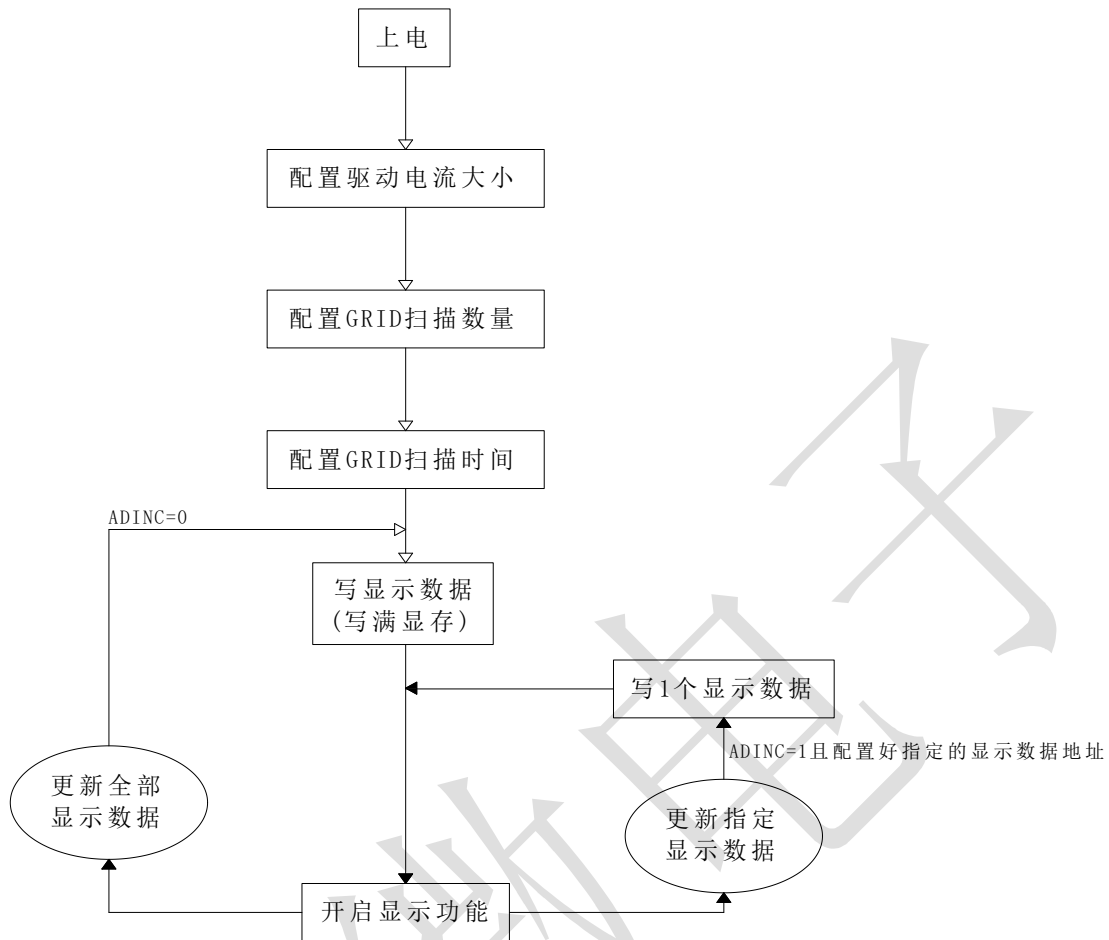 上电
配置驱动电流大小
配置GRID扫描数量
配置GRID扫描时间
ADINC=0
写显示数据
(写满显存)
写1个显示数据
ADINC=1且配置好指定的显示数据地址
更新全部
显示数据
更新指定
显示数据
开启显示功能
微电子